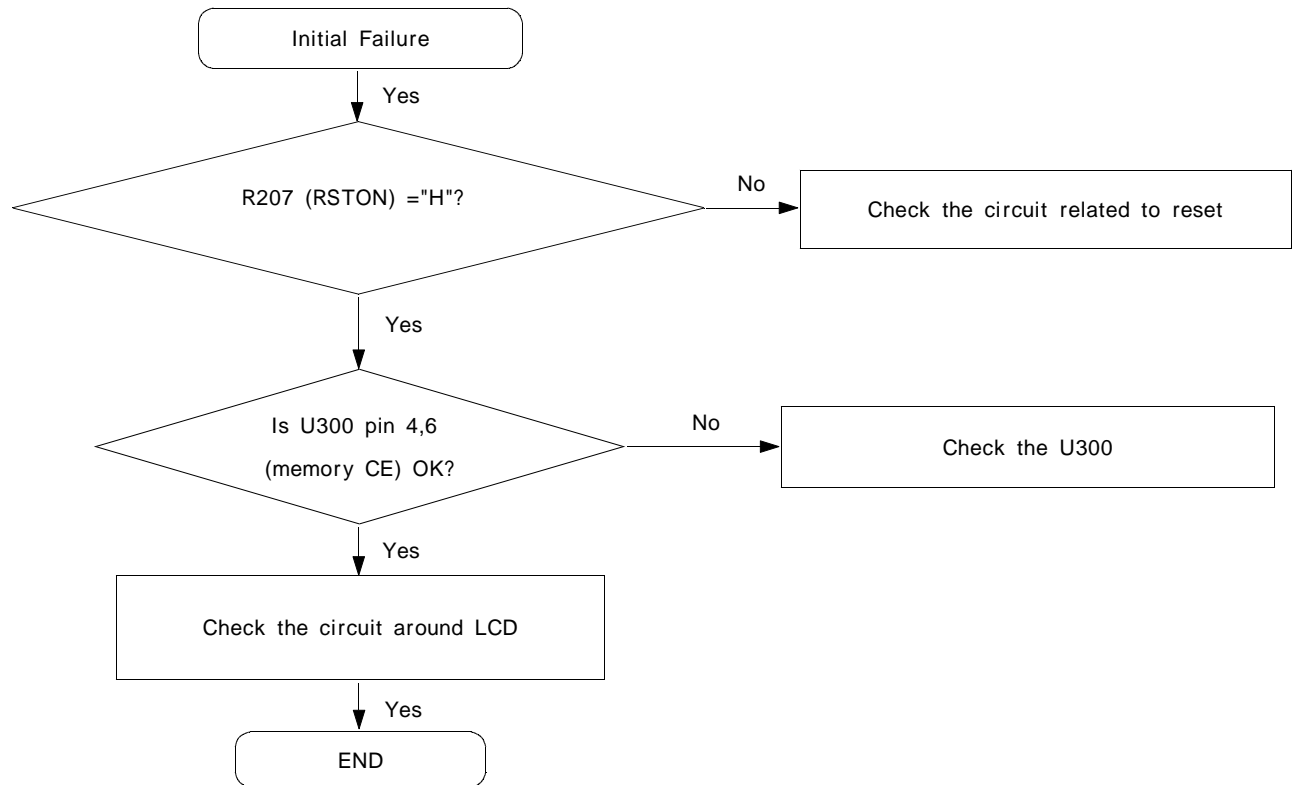 Initial Failure
Yes
R207 (RSTON) ="H"?
No
Check the circuit related to reset
Yes
Is U300 pin 4,6
(memory CE) OK?
No
Check the U300
Yes
Check the circuit around LCD
Yes
END